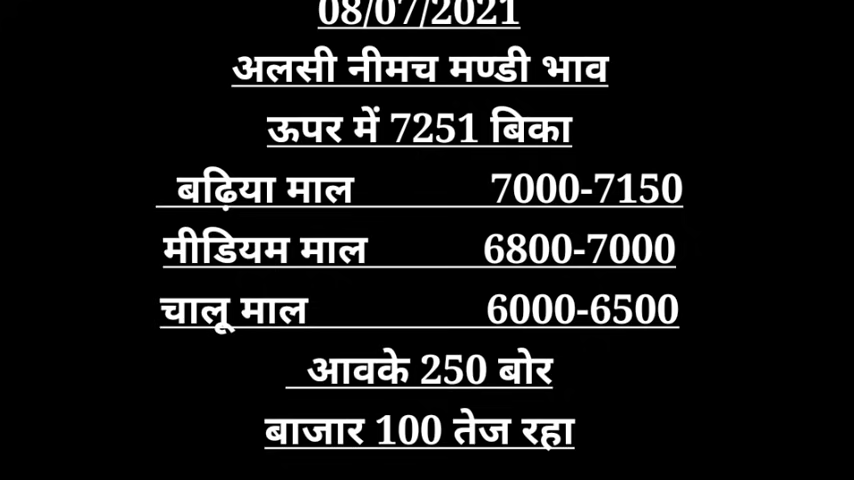 08/07/2021
अलसी नीमच मण्डी भाव
ऊपर में 7251 बिका
बढ़िया माल 7000-7150
मीडियम माल 6800-7000
चालू माल 6000-6500
आवके 250 बोर
बाजार 100 तेज रहा